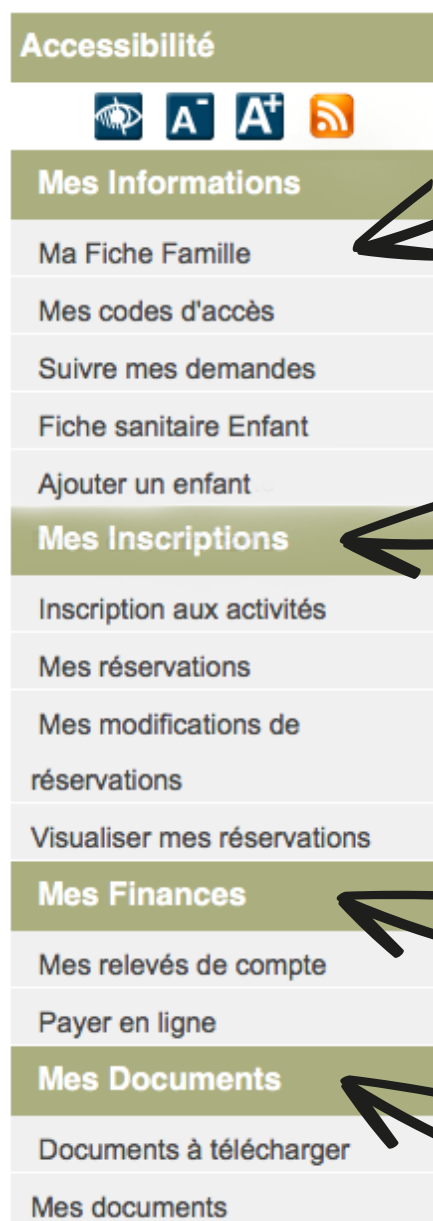 Accessibilité
A- A+
Mes Informations
Ma Fiche Famille
Mes codes d'accès
Suivre mes demandes
Fiche sanitaire Enfant
Ajouter un enfant
Mes Inscriptions
Inscription aux activités
Mes réservations
Mes modifications de
réservations
Visualiser mes réservations
Mes Finances
Mes relevés de compte
Payer en ligne
Mes Documents
Documents à télécharger
Mes documents